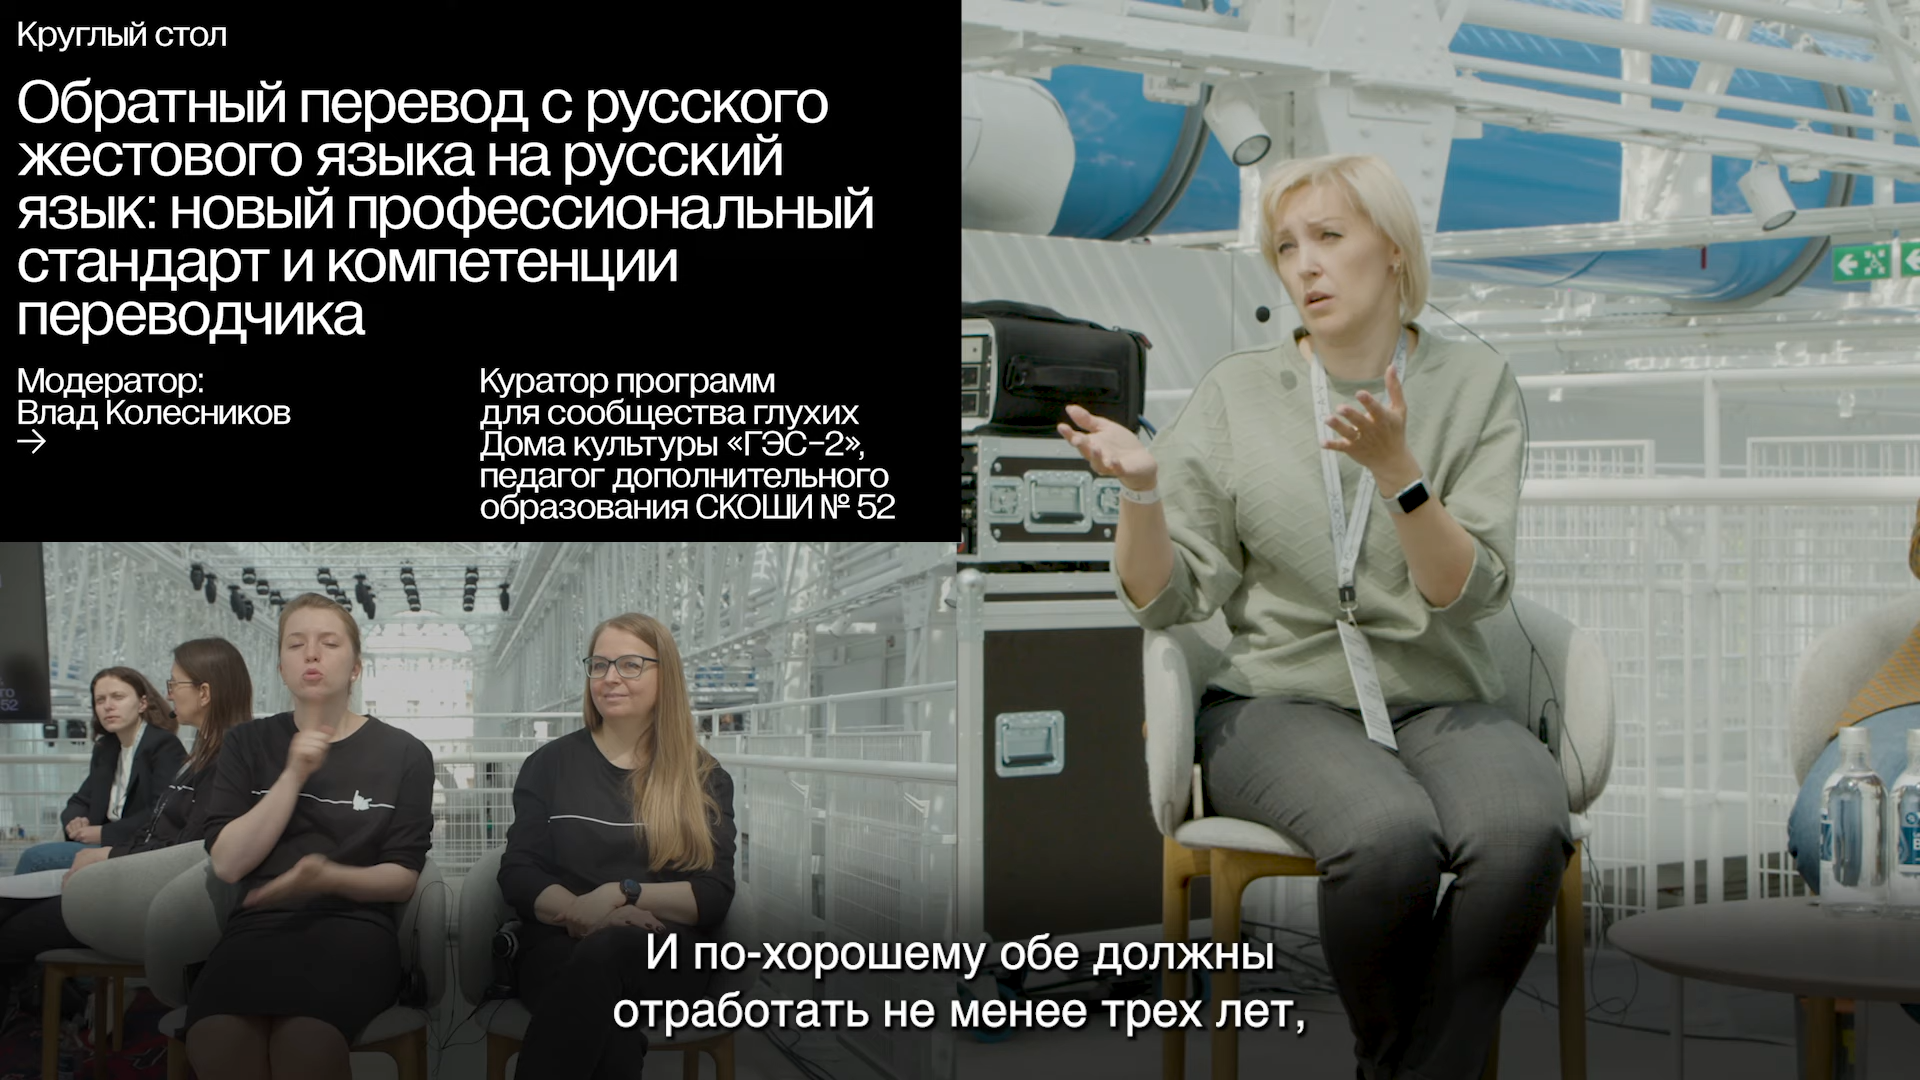 Круглый стол
Обратный перевод с русского
жестового языка на русский
язык: новый профессиональный
стандарт и компетенции
переводчика
Модератор:
Влад Колесников
→
Куратор программ
для сообщества глухих
Дома культуры «ГЭС–2»,
педагог дополнительного
образования СКОШИ № 52
И по-хорошему обе должны
отработать не менее трех лет,